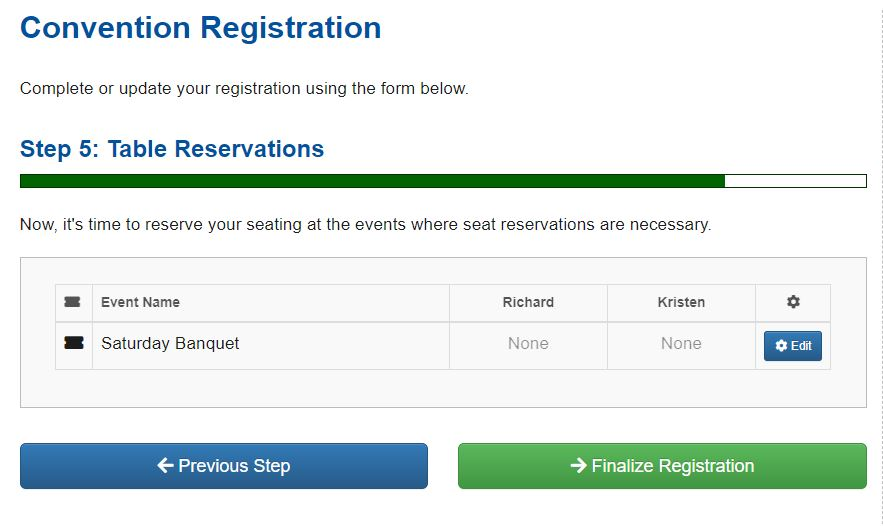 Convention Registration
Complete or update your registration using the form below.
Step 5: Table Reservations
Now, it's time to reserve your seating at the events where seat reservations are necessary.
Event Name Richard Kristen
Saturday Banquet None None Edit
Previous Step Finalize Registration